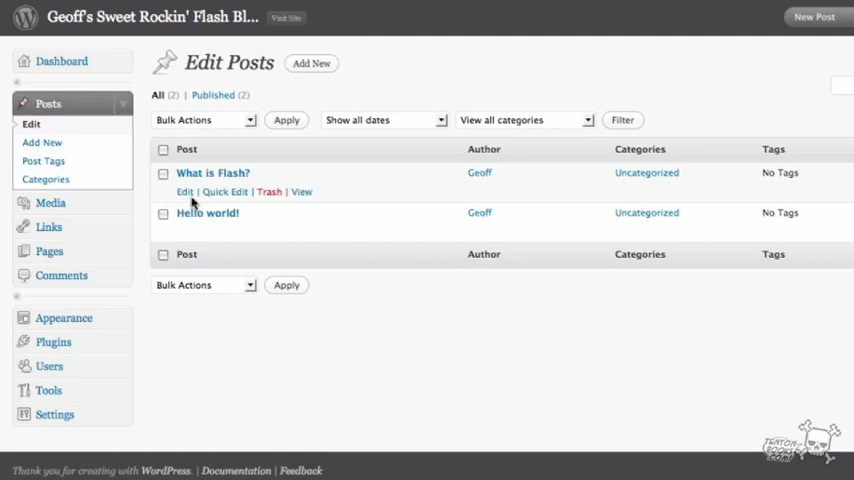 Geoff's Sweet Rockin' Flash Bl... Visit Site New Post
Dashboard
Edit Posts Add New
All (2) | Published (2)
Posts
Edit
Add New
Post Tags
Categories
Media
Links
Pages
Comments
Appearance
Plugins
Users
Tools
Settings
Bulk Actions Apply Show all dates View all categories Filter
Post Author Categories Tags
What is Flash? Geoff Uncategorized No Tags
Edit | Quick Edit | Trash | View
Hello world! Geoff Uncategorized No Tags
Post Author Categories Tags
Bulk Actions Apply
TENTON
BOOKS
.COM
Thank you for creating with WordPress. | Documentation | Feedback